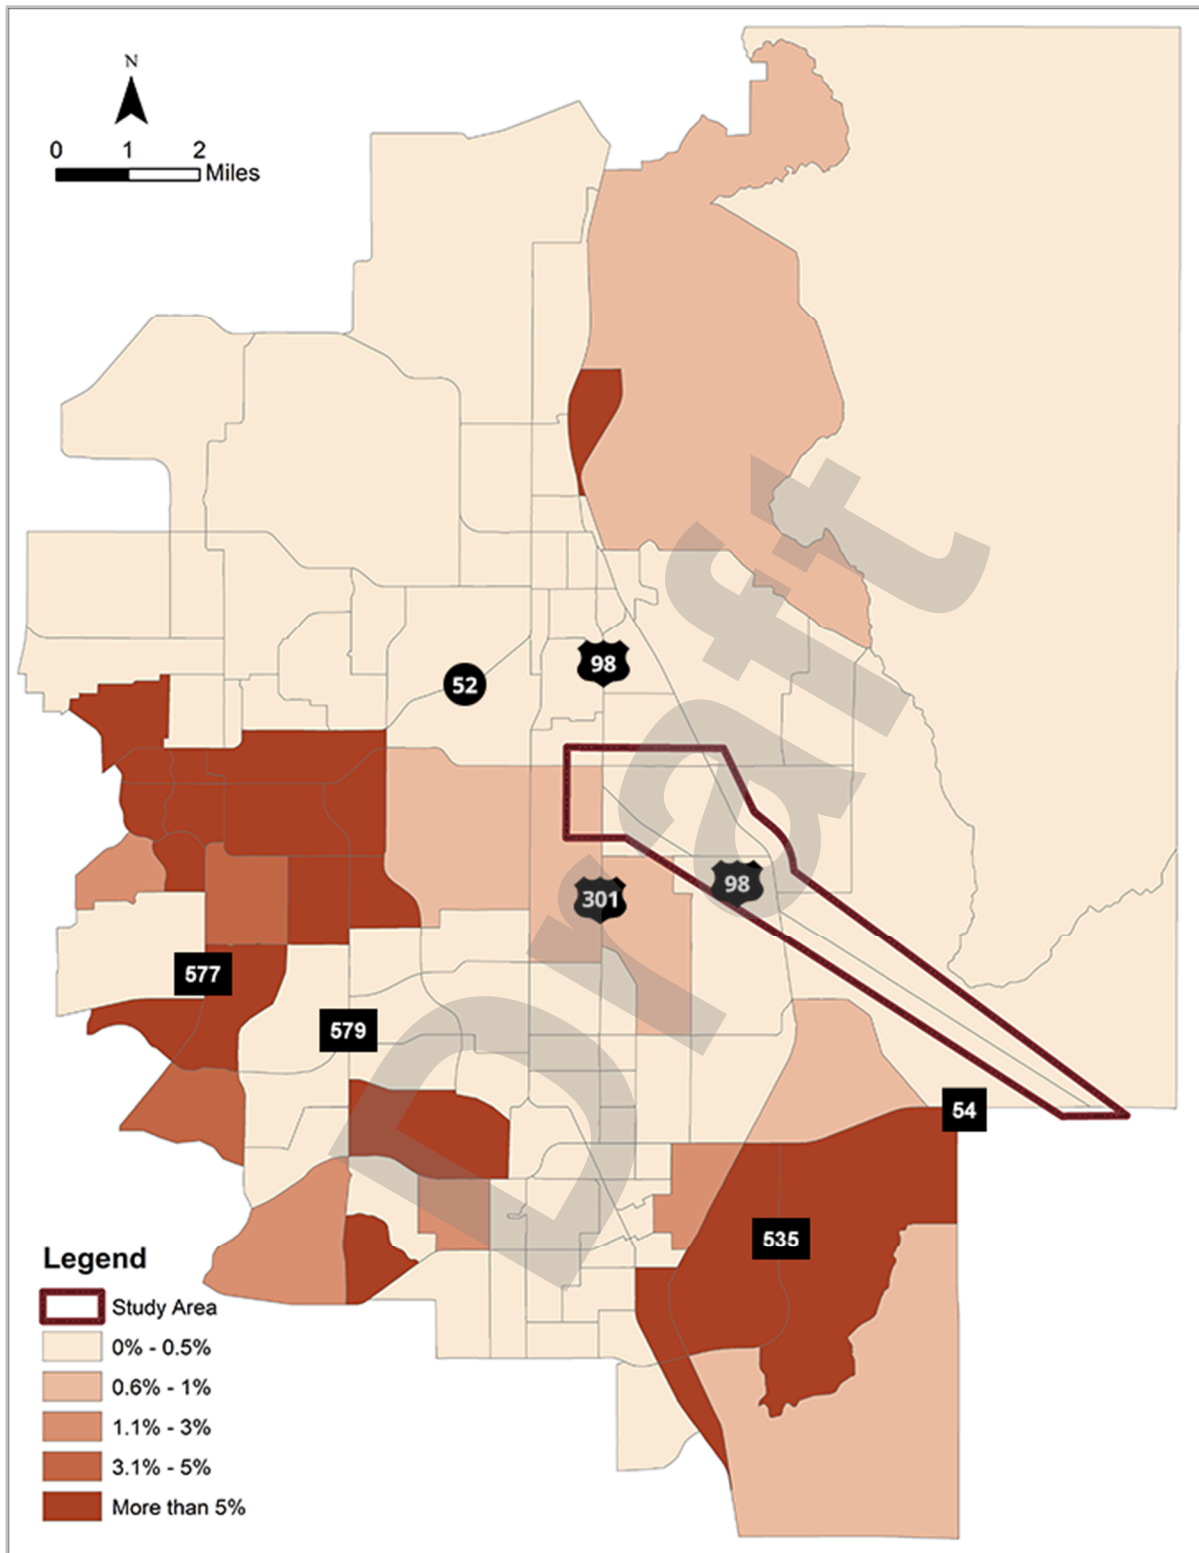 N
0 1 2
Miles
98
52
98
301
577
579
54
535
Draft
Legend
Study Area
0% - 0.5%
0.6% - 1%
1.1% - 3%
3.1% - 5%
More than 5%